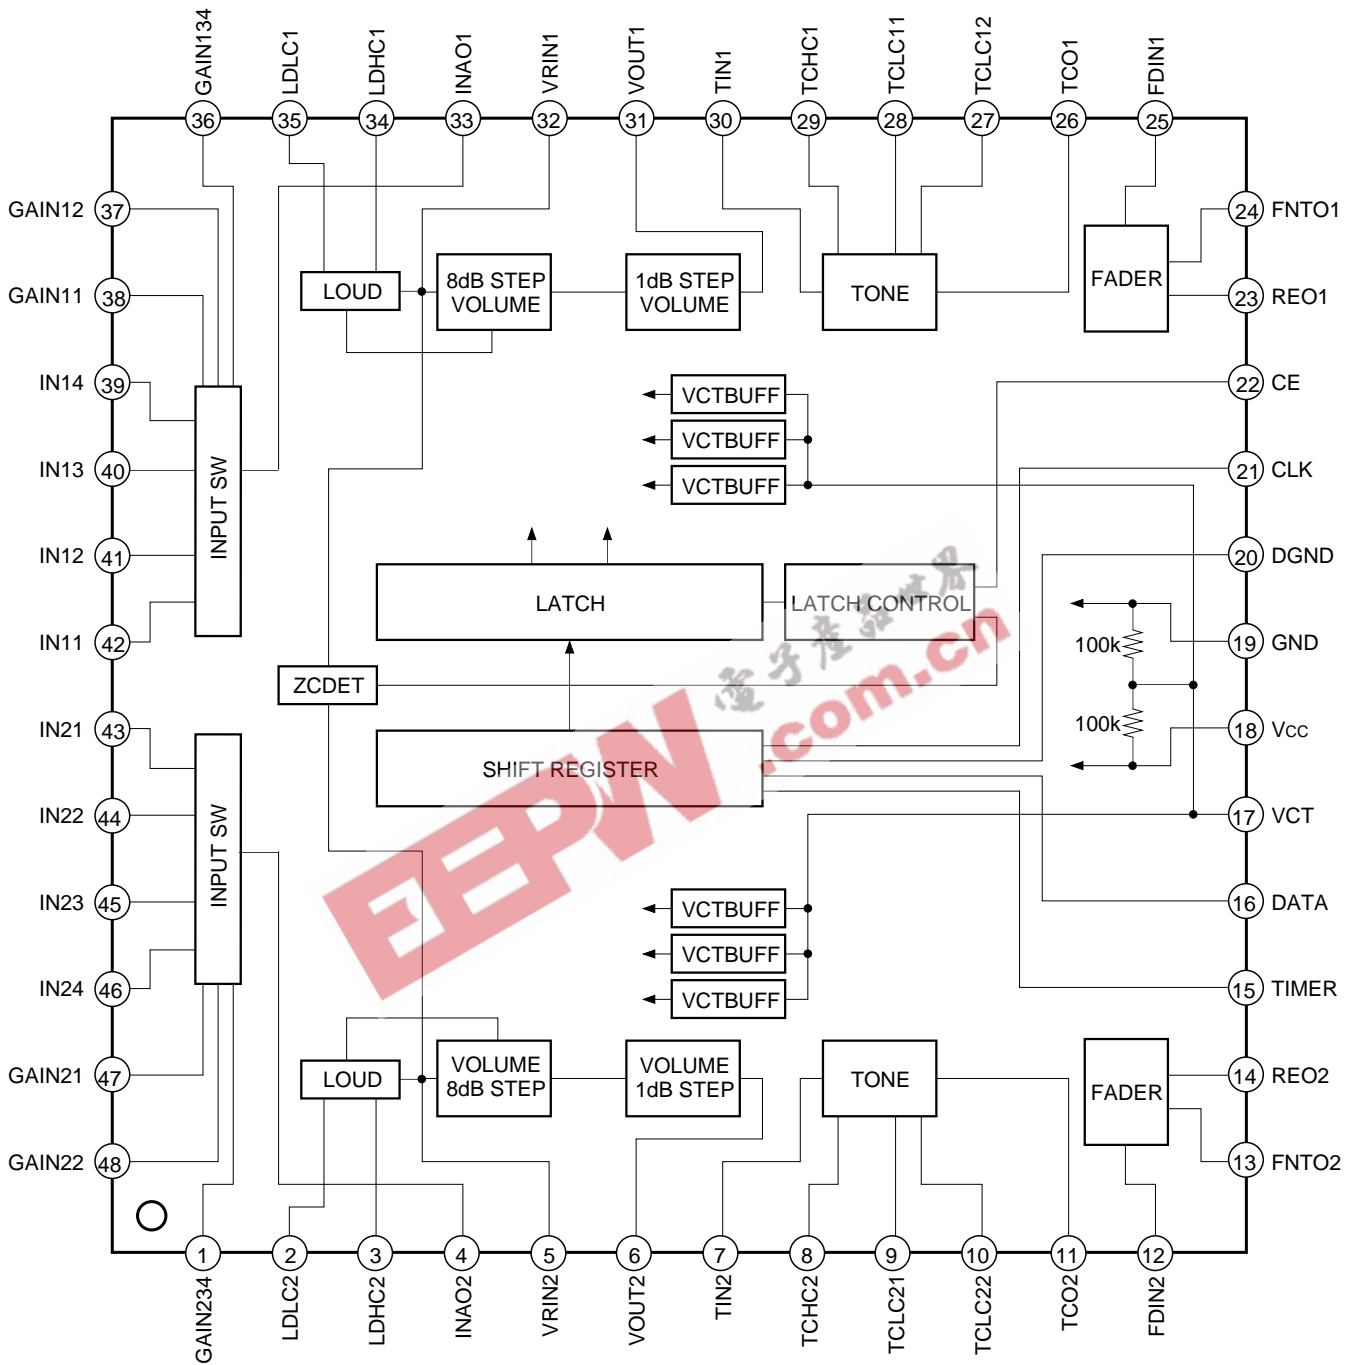 GAIN134
LDLC1
LDHC1
INAO1
VRIN1
VOUT1
TIN1
TCHC1
TCLC11
TCLC12
TCO1
FDIN1
36
35
34
33
32
31
30
29
28
27
26
25
GAIN12
37
24
FNTO1
GAIN11
38
LOUD
8dB STEP
VOLUME
1dB STEP
VOLUME
TONE
FADER
23
REO1
IN14
39
VCTBUFF
22
CE
VCTBUFF
IN13
40
VCTBUFF
21
CLK
INPUT SW
IN12
41
20
DGND
LATCH
LATCH CONTROL
電子產品世界
IN11
42
100k
19
GND
ZCDET
IN21
43
100k
18
Vcc
EEPW
.com.cn
SHIFT REGISTER
IN22
44
17
VCT
INPUT SW
IN23
45
VCTBUFF
16
DATA
VCTBUFF
IN24
46
VCTBUFF
15
TIMER
GAIN21
47
LOUD
VOLUME
8dB STEP
VOLUME
1dB STEP
TONE
FADER
14
REO2
GAIN22
48
13
FNTO2
1
2
3
4
5
6
7
8
9
10
11
12
GAIN234
LDLC2
LDHC2
INAO2
VRIN2
VOUT2
TIN2
TCHC2
TCLC21
TCLC22
TCO2
FDIN2